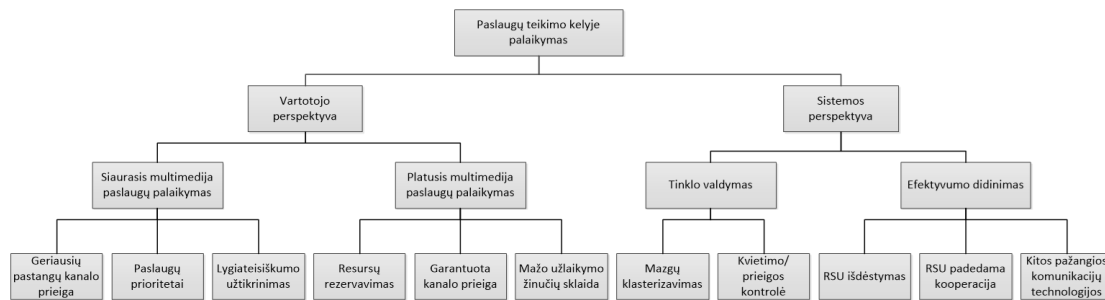 Paslaugų teikimo kelyje
palaikymas
Vartotojo
perspektyva
Sistemos
perspektyva
Siaurasis multimedija
paslaugų palaikymas
Platusis multimedija
paslaugų palaikymas
Tinklo valdymas
Efektyvumo didinimas
Geriausių
pastangų kanalo
prieiga
Paslaugų
prioritetai
Lygiateisiškumo
užtikrinimas
Resursų
rezervavimas
Garantuota
kanalo prieiga
Mažo užlaikymo
žinučių sklaida
Mazgų
klasterizavimas
Kvietimo/
prieigos
kontrolė
RSU išdėstymas
RSU padedama
kooperacija
Kitos pažangios
komunikacijų
technologijos